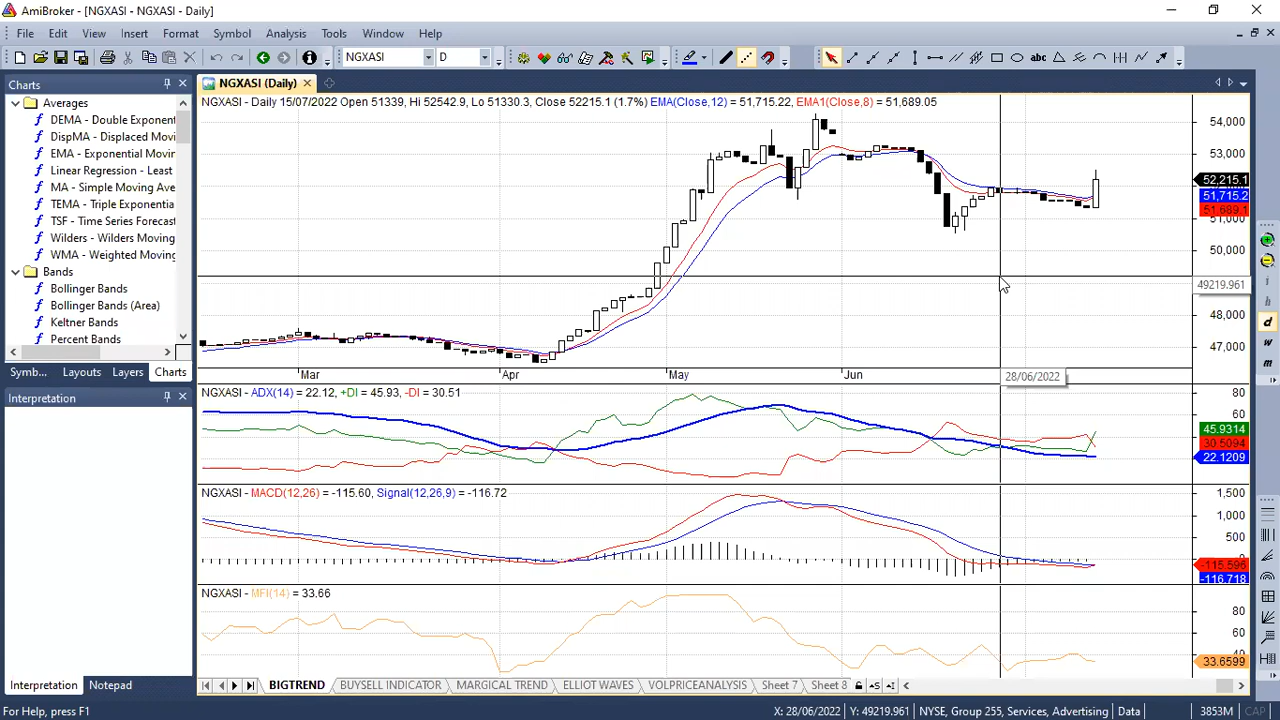 AmiBroker - [NGXASI - NGXASI - Daily]
File Edit View Insert Format Symbol Analysis Tools Window Help
NGXASI D abc
Charts
Averages
DEMA - Double Exponent
DispMA - Displaced Movi
EMA - Exponential Movin
Linear Regression - Least
MA - Simple Moving Ave
TEMA - Triple Exponentia
TSF - Time Series Forecast
Wilders - Wilders Moving
WMA - Weighted Moving
Bands
Bollinger Bands
Bollinger Bands (Area)
Keltner Bands
Percent Bands
Symb... Layouts Layers Charts
Interpretation
Interpretation Notepad
NGXASI (Daily)
NGXASI - Daily 15/07/2022 Open 51339, Hi 52542.9, Lo 51330.3, Close 52215.1 (1.7%) EMA(Close,12) = 51,715.22, EMA1(Close,8) = 51,689.05
54,000
53,000
52,215.1
51,715.2
51,689.1
51,000
50,000
49219.961
48,000
47,000
Mar Apr May Jun
28/06/2022
NGXASI - ADX(14) = 22.12, +DI = 45.93, -DI = 30.51
80
60
45.9314
30.5094
22.1209
NGXASI - MACD(12,26) = -115.60, Signal(12,26,9) = -116.72
1,500
1,000
500
0
-115.596
-116.718
NGXASI - MFI(14) = 33.66
80
60
40
33.6599
i
h
d
w
m
BIGTREND BUYSELL INDICATOR MARGICAL TREND ELLIOT WAVES VOLPRICEANALYSIS Sheet 7 Sheet 8
For Help, press F1
X: 28/06/2022 Y: 49219.961 NYSE, Group 255, Services, Advertising Data 3853M CAP